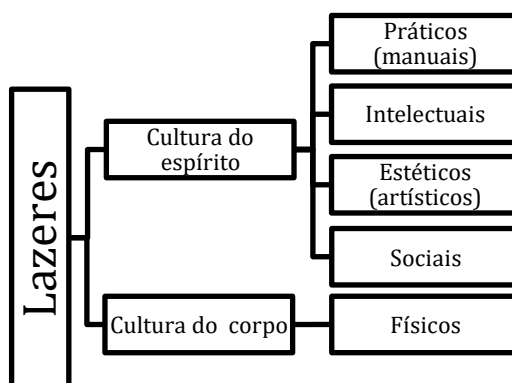 Lazeres
Cultura do
espírito
Práticos
(manuais)
Intelectuais
Estéticos
(artísticos)
Sociais
Cultura do corpo
Físicos